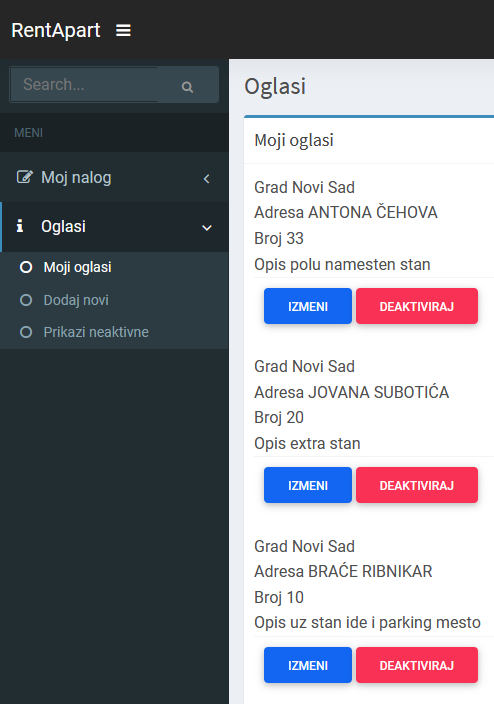 RentApart
Search...
MENI
Moj nalog
Oglasi
Moji oglasi
Dodaj novi
Prikazi neaktivne
Oglasi
Moji oglasi
Grad Novi Sad
Adresa ANTONA ČEHOVA
Broj 33
Opis polu namesten stan
IZMENI DEAKTIVIRAJ
Grad Novi Sad
Adresa JOVANA SUBOTIĆA
Broj 20
Opis extra stan
IZMENI DEAKTIVIRAJ
Grad Novi Sad
Adresa BRAĆE RIBNIKAR
Broj 10
Opis uz stan ide i parking mesto
IZMENI DEAKTIVIRAJ